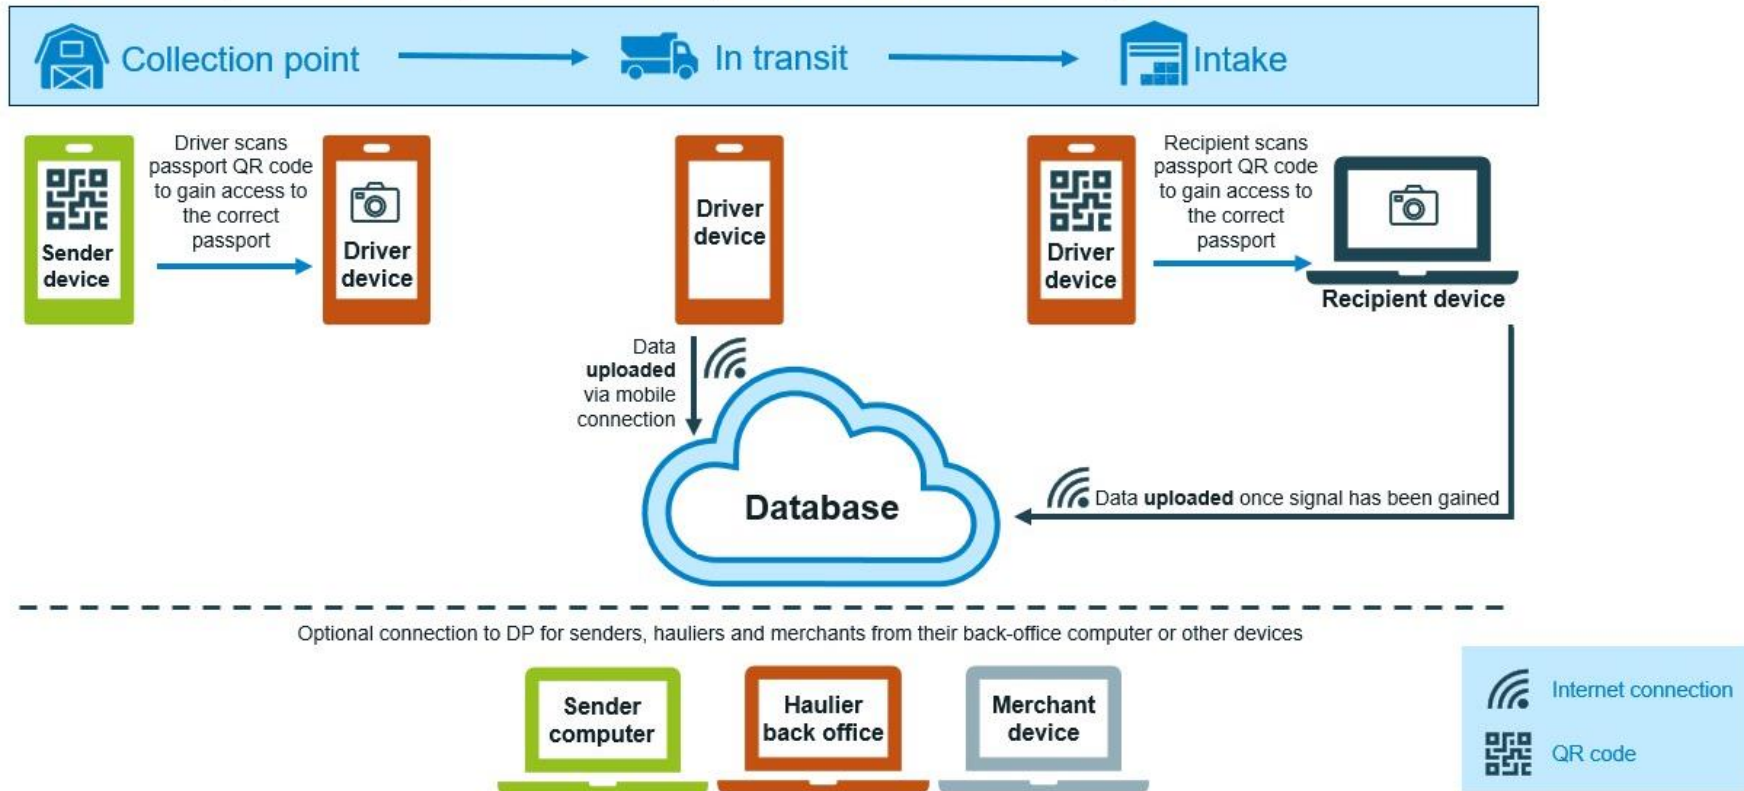 Collection point
In transit
Intake
Driver scans
passport QR code
to gain access to
the correct
passport
Sender
device
Driver
device
Driver
device
Driver
device
Recipient scans
passport QR code
to gain access to
the correct
passport
Recipient device
Data
uploaded
via mobile
connection
Database
Data uploaded once signal has been gained
Optional connection to DP for senders, hauliers and merchants from their back-office computer or other devices
Sender
computer
Haulier
back office
Merchant
device
Internet connection
QR code